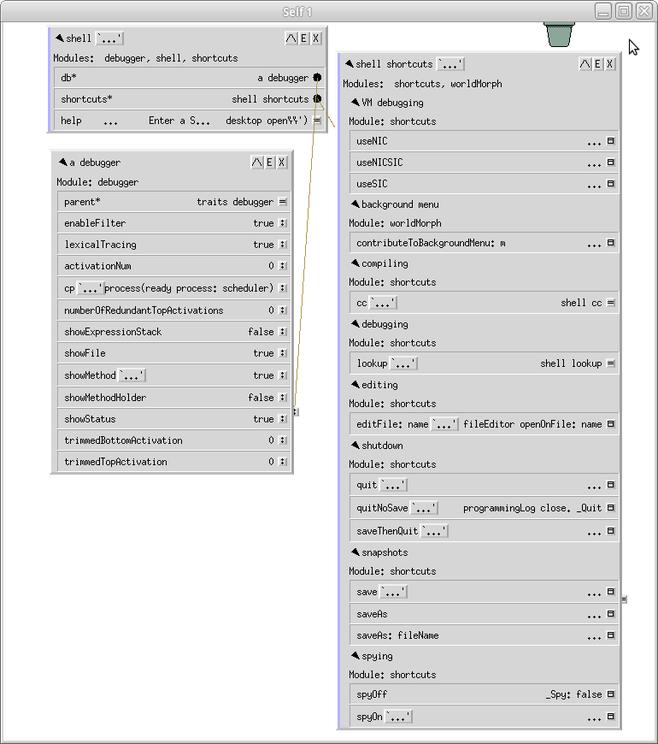 Self 1
shell `...' E X
Modules: debugger, shell, shortcuts
db* a debugger
shortcuts* shell shortcuts
help ... Enter a S... desktop open%%')
a debugger E X
Module: debugger
parent* traits debugger =
enableFilter true :
lexicalTracing true :
activationNum 0 :
cp `...' process(ready process: scheduler) :
numberOfRedundantTopActivations 0 :
showExpressionStack false :
showFile true :
showMethod `...' true :
showMethodHolder false :
showStatus true :
trimmedBottomActivation 0 :
trimmedTopActivation 0 :
shell shortcuts `...' E X
Modules: shortcuts, worldMorph
VM debugging
Module: shortcuts
useNIC ...
useNICSIC ...
useSIC ...
background menu
Module: worldMorph
contributeToBackgroundMenu: m ...
compiling
Module: shortcuts
cc `...' shell cc =
debugging
Module: shortcuts
lookup `...' shell lookup =
editing
Module: shortcuts
editFile: name `...' fileEditor openOnFile: name
shutdown
Module: shortcuts
quit `...' ...
quitNoSave `...' programmingLog close. _Quit
saveThenQuit `...' ...
snapshots
Module: shortcuts
save `...' ...
saveAs ...
saveAs: fileName ...
spying
Module: shortcuts
spyOff _Spy: false
spyOn `...' ...